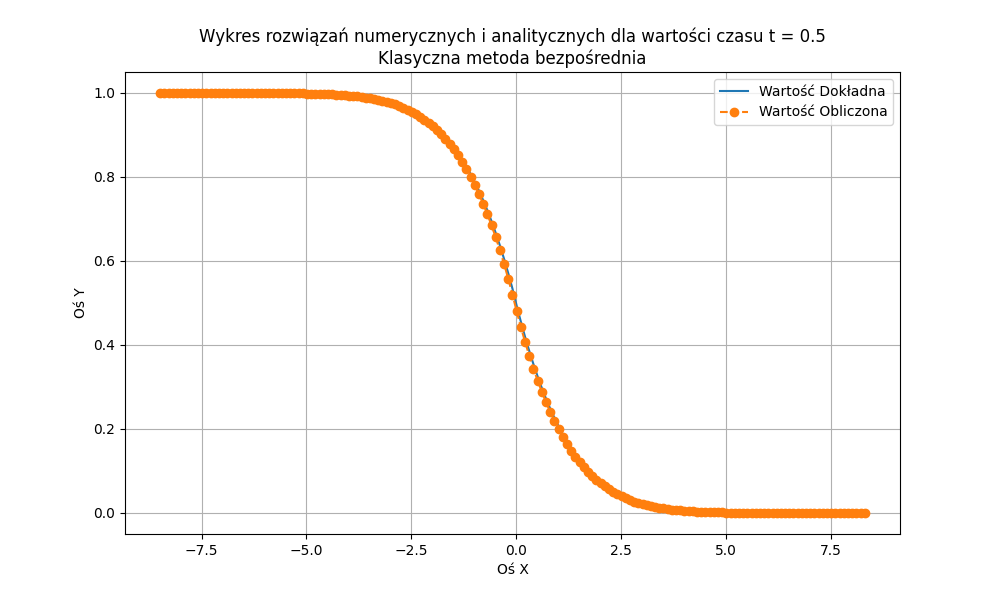 Wykres rozwiązań numerycznych i analitycznych dla wartości czasu t = 0.5
Klasyczna metoda bezpośrednia
Wartość Dokładna
Wartość Obliczona
1.0
0.8
0.6
0.4
0.2
0.0
Oś Y
−7.5 −5.0 −2.5 0.0 2.5 5.0 7.5
Oś X